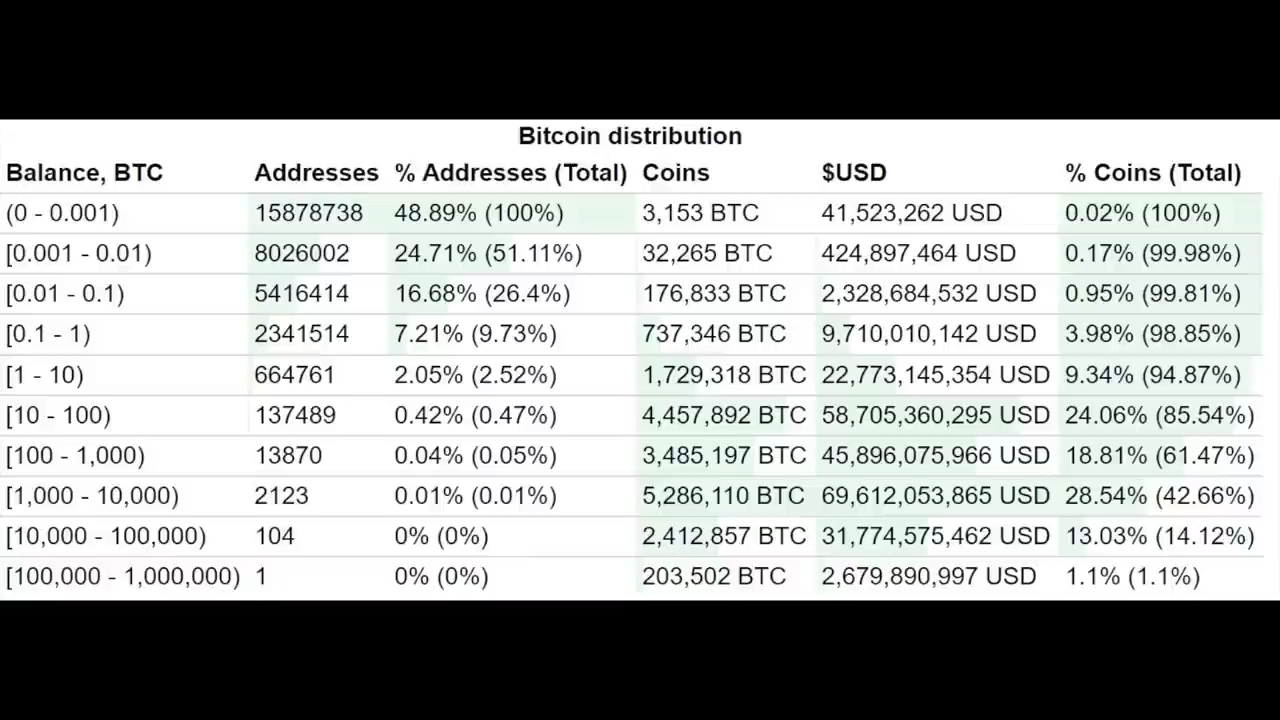 Bitcoin distribution
Balance, BTC Addresses % Addresses (Total) Coins $USD % Coins (Total)
(0 - 0.001) 15878738 48.89% (100%) 3,153 BTC 41,523,262 USD 0.02% (100%)
[0.001 - 0.01) 8026002 24.71% (51.11%) 32,265 BTC 424,897,464 USD 0.17% (99.98%)
[0.01 - 0.1) 5416414 16.68% (26.4%) 176,833 BTC 2,328,684,532 USD 0.95% (99.81%)
[0.1 - 1) 2341514 7.21% (9.73%) 737,346 BTC 9,710,010,142 USD 3.98% (98.85%)
[1 - 10) 664761 2.05% (2.52%) 1,729,318 BTC 22,773,145,354 USD 9.34% (94.87%)
[10 - 100) 137489 0.42% (0.47%) 4,457,892 BTC 58,705,360,295 USD 24.06% (85.54%)
[100 - 1,000) 13870 0.04% (0.05%) 3,485,197 BTC 45,896,075,966 USD 18.81% (61.47%)
[1,000 - 10,000) 2123 0.01% (0.01%) 5,286,110 BTC 69,612,053,865 USD 28.54% (42.66%)
[10,000 - 100,000) 104 0% (0%) 2,412,857 BTC 31,774,575,462 USD 13.03% (14.12%)
[100,000 - 1,000,000) 1 0% (0%) 203,502 BTC 2,679,890,997 USD 1.1% (1.1%)